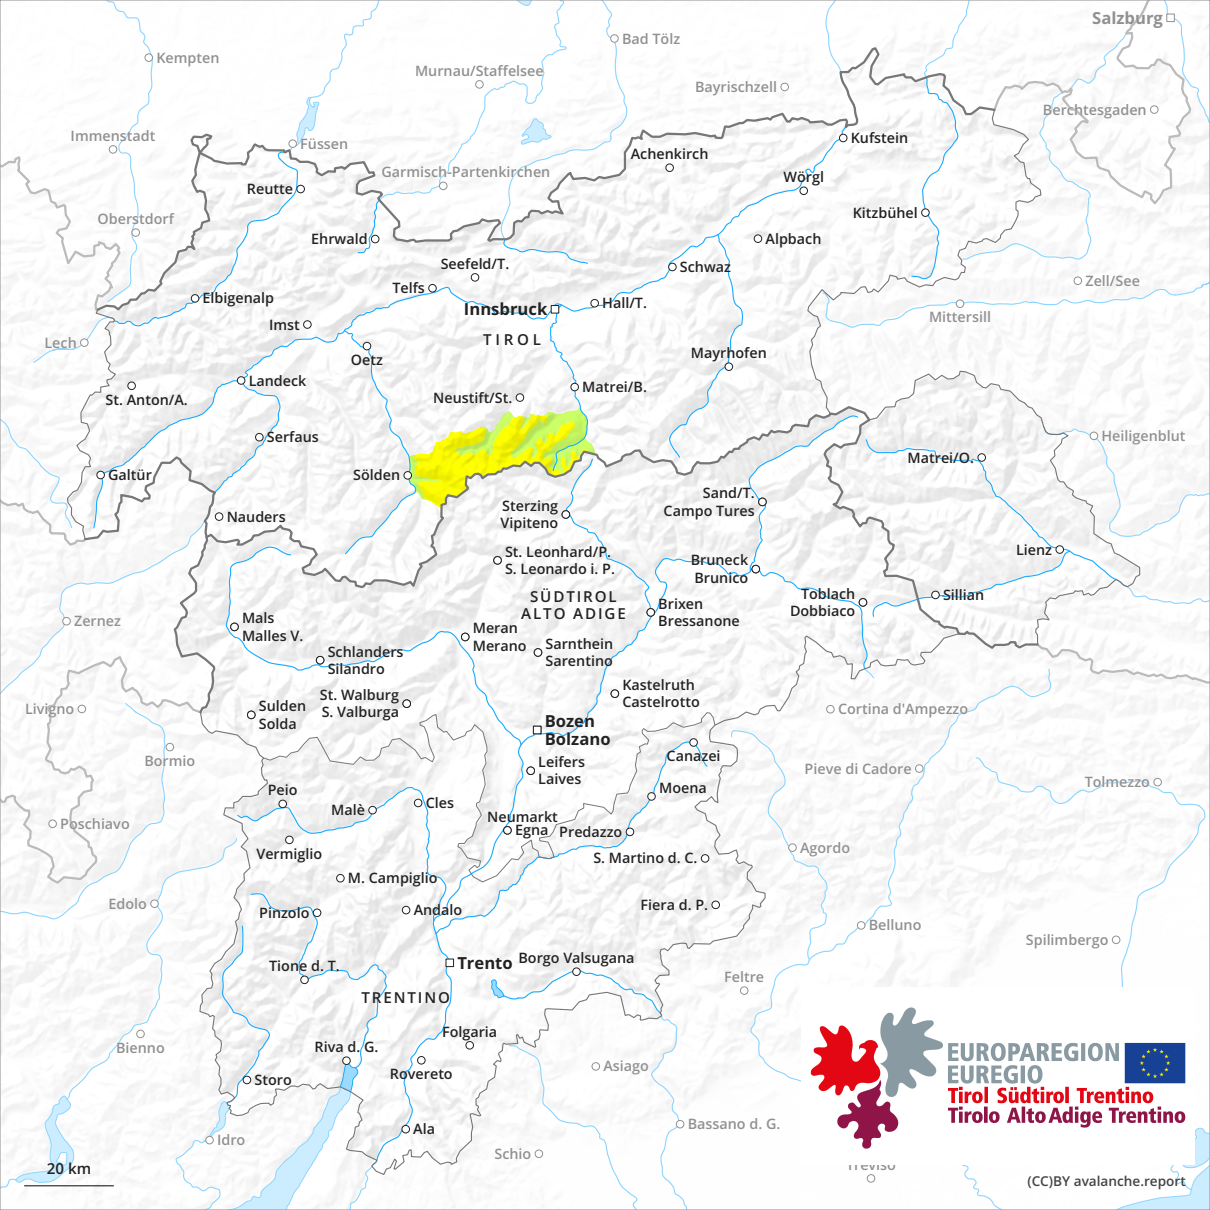 Salzburg
Bad Tölz
Kempten
Murnau/Staffelsee
Bayrischzell
Berchtesgaden
Immenstadt
Füssen
Kufstein
Achenkirch
Garmisch-Partenkirchen
Wörgl
Reutte
Oberstdorf
Kitzbühel
Ehrwald
Alpbach
Seefeld/T.
Schwaz
Zell/See
Telfs
Elbigenalp
Hall/T.
Innsbruck
Mittersill
Imst
TIROL
Lech
Oetz
Mayrhofen
Landeck
Matrei/B.
St. Anton/A.
Neustift/St.
Serfaus
Heiligenblut
Matrei/O.
Galtür
Sölden
Sand/T.
Campo Tures
Sterzing
Vipiteno
Nauders
Lienz
St. Leonhard/P.
S. Leonardo i. P.
Bruneck
Brunico
SÜDTIROL
ALTO ADIGE
Toblach
Dobbiaco
Sillian
Brixen
Bressanone
Zernez
Mals
Malles V.
Meran
Merano
Sarnthein
Sarentino
Schlanders
Silandro
Kastelruth
Castelrotto
St. Walburg
S. Valburga
Sulden
Solda
Livigno
Cortina d'Ampezzo
Bozen
Bolzano
Bormio
Canazei
Leifers
Laives
Pieve di Cadore
Tolmezzo
Peio
Moena
Malè
Cles
Neumarkt
Egna
Predazzo
Poschiavo
Vermiglio
Agordo
S. Martino d. C.
M. Campiglio
Edolo
Pinzolo
Andalo
Fiera d. P.
Belluno
Spilimbergo
Trento
Borgo Valsugana
Tione d. T.
Feltre
TRENTINO
Folgaria
Bienno
Riva d. G.
Rovereto
Asiago
Storo
EUROPAREGION
EUREGIO
Tirol Südtirol Trentino
Tirolo Alto Adige Trentino
Ala
Bassano d. G.
Idro
Schio
Treviso
20 km
(CC)BY avalanche.report